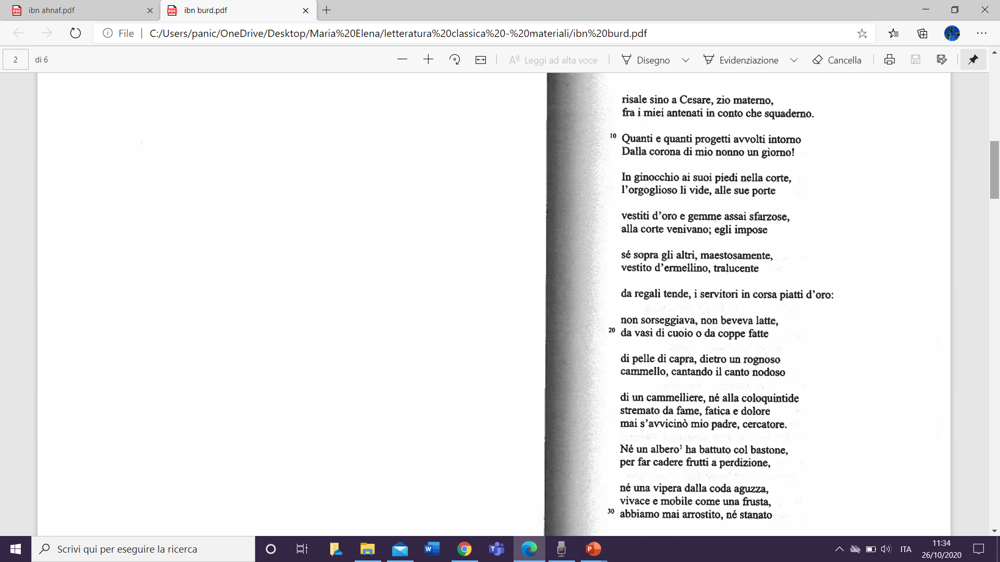 ibn ahnaf.pdf
ibn burd.pdf
File
C:/Users/panic/OneDrive/Desktop/Maria%20Elena/letteratura%20classica%20-%20materiali/ibn%20burd.pdf
2
di 6
Leggi ad alta voce
Disegno
Evidenziazione
Cancella
risale sino a Cesare, zio materno,
fra i miei antenati in conto che squaderno.
10 Quanti e quanti progetti avvolti intorno
Dalla corona di mio nonno un giorno!
In ginocchio ai suoi piedi nella corte,
l'orgoglioso li vide, alle sue porte
vestiti d'oro e gemme assai sfarzose,
alla corte venivano; egli impose
sé sopra gli altri, maestosamente,
vestito d'ermellino, tralucente
da regali tende, i servitori in corsa piatti d'oro:
non sorseggiava, non beveva latte,
20 da vasi di cuoio o da coppe fatte
di pelle di capra, dietro un rognoso
cammello, cantando il canto nodoso
di un cammelliere, né alla coloquintide
stremato da fame, fatica e dolore
mai s'avvicinò mio padre, cercatore.
Né un albero¹ ha battuto col bastone,
per far cadere frutti a perdizione,
né una vipera dalla coda aguzza,
vivace e mobile come una frusta,
30 abbiamo mai arrostito, né stanato
Scrivi qui per eseguire la ricerca
ITA
11:34
26/10/2020